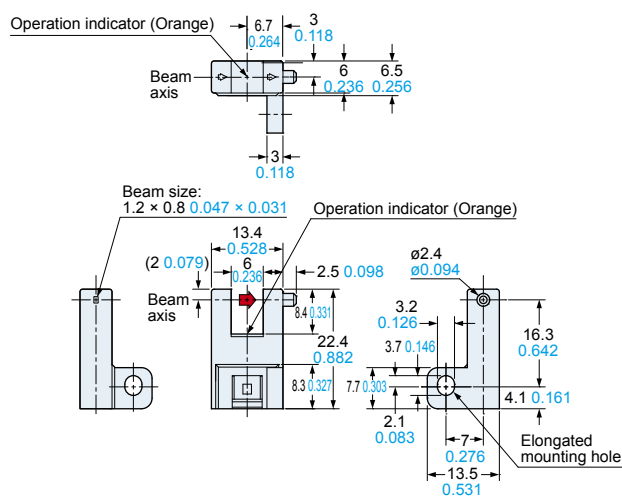 Operation indicator (Orange)
6.7
0.264
3
0.118
Beam
axis
6
0.236
6.5
0.256
3
0.118
Beam size:
1.2 × 0.8 0.047 × 0.031
Operation indicator (Orange)
13.4
0.528
(2 0.079)
6
0.236
2.5 0.098
Beam
axis
8.4 0.331
22.4
0.882
8.3 0.327
ø2.4
ø0.094
3.2
0.126
3.7 0.146
16.3
0.642
7.7 0.303
4.1 0.161
2.1
0.083
7
0.276
Elongated
mounting hole
13.5
0.531